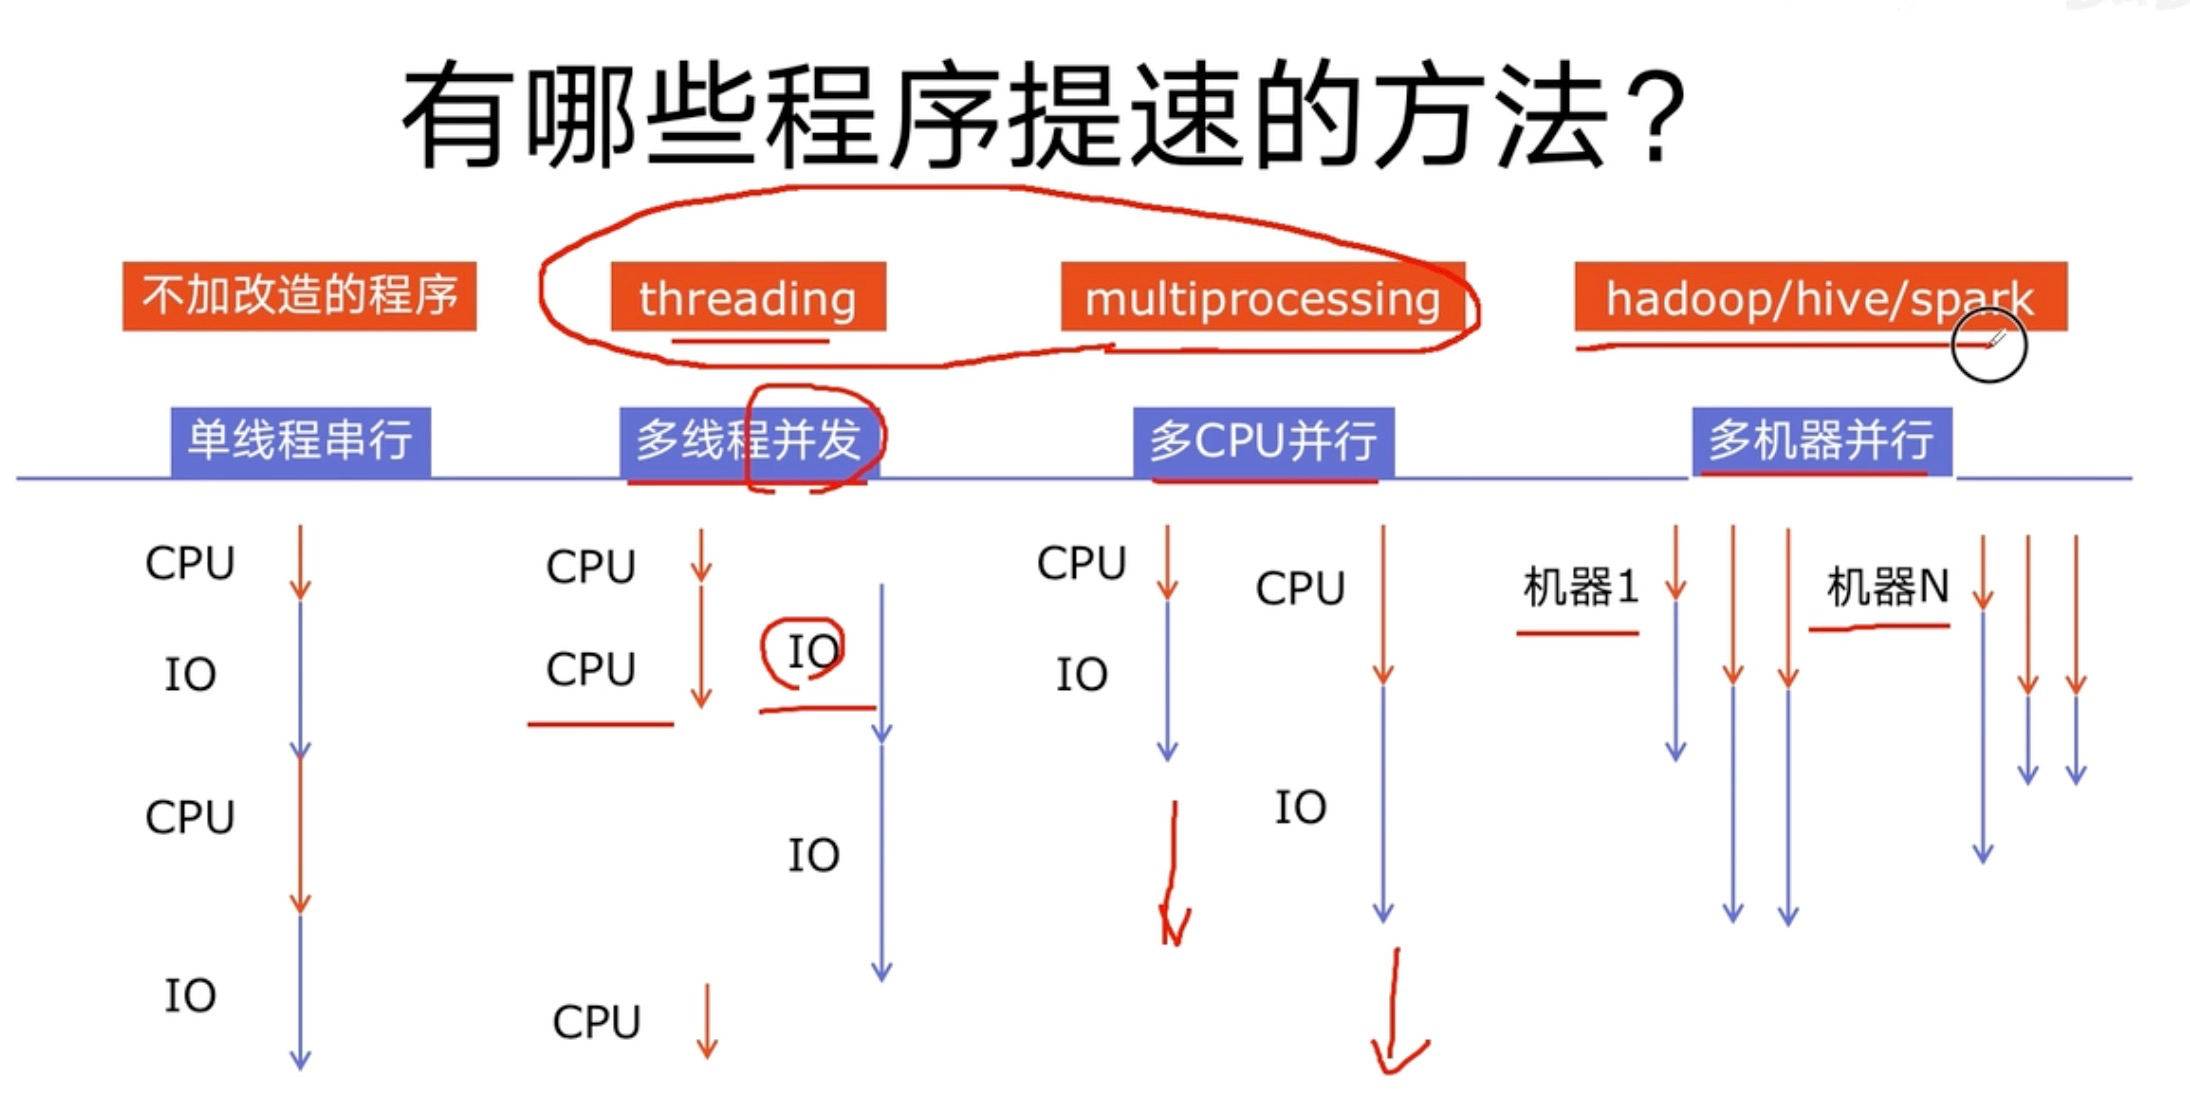 有哪些程序提速的方法？
不加改造的程序 threading multiprocessing hadoop/hive/spark
单线程串行 多线程并发 多CPU并行 多机器并行
CPU CPU CPU CPU 机器1 机器N
IO CPU IO IO
CPU IO IO
IO CPU